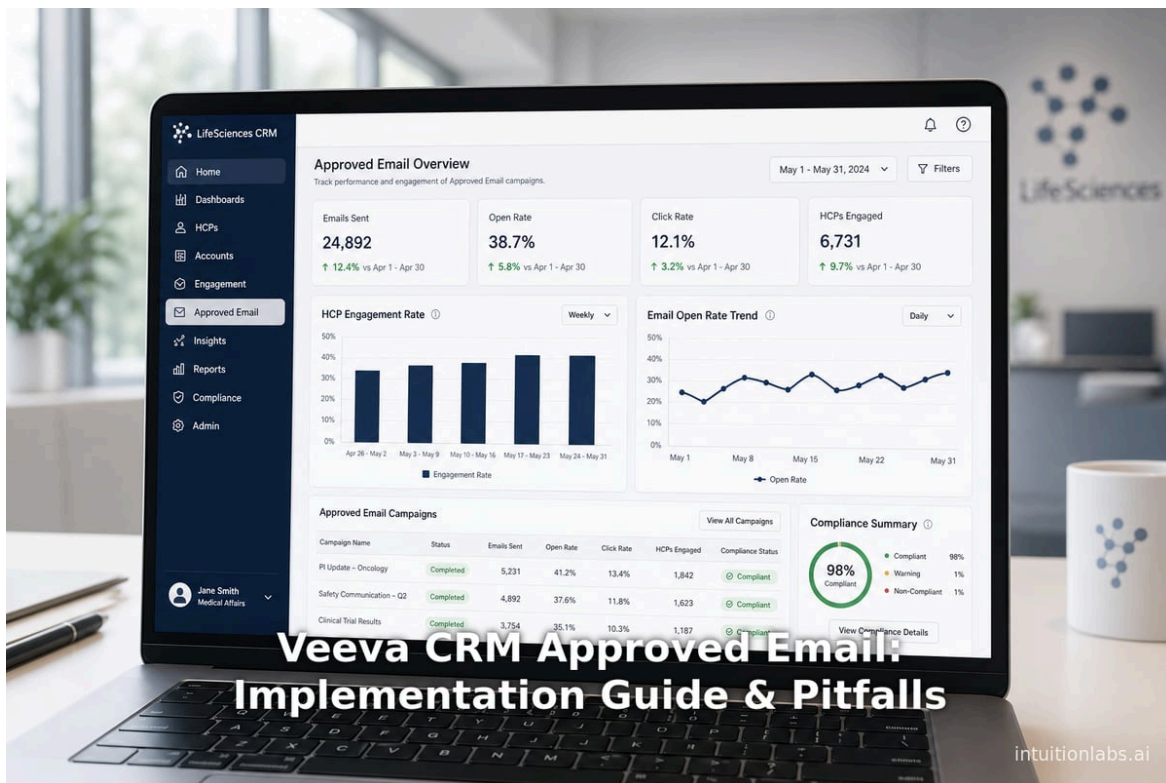 LifeSciences CRM
Home
Dashboards
HCPs
Accounts
Engagement
Approved Email
Insights
Reports
Compliance
Admin
Jane Smith
Medical Affairs
Approved Email Overview
Track performance and engagement of Approved Email campaigns.
May 1 - May 31, 2024
Filters
Emails Sent
24,892
↑ 12.4% vs Apr 1 - Apr 30
Open Rate
38.7%
↑ 5.8% vs Apr 1 - Apr 30
Click Rate
12.1%
↑ 3.2% vs Apr 1 - Apr 30
HCPs Engaged
6,731
↑ 9.7% vs Apr 1 - Apr 30
HCP Engagement Rate
Weekly
50%
40%
30%
20%
10%
0%
Apr 26 - May 2 May 3 - May 9 May 10 - May 16 May 17 - May 23 May 24 - May 31
Engagement Rate
Email Open Rate Trend
Daily
50%
40%
30%
20%
10%
0%
May 1 May 8 May 15 May 22 May 31
Open Rate
Approved Email Campaigns
View All Campaigns
Campaign Name Status Emails Sent Open Rate Click Rate HCPs Engaged Compliance Status
PI Update – Oncology Completed 5,231 41.2% 13.4% 1,842 Compliant
Safety Communication – Q2 Completed 4,892 37.6% 11.8% 1,623 Compliant
Clinical Trial Results Completed 3,754 35.1% 10.3% 1,187 Compliant
Compliance Summary
98%
Compliant
Compliant 98%
Warning 1%
Non-Compliant 1%
View Compliance Details
LifeSciences
Veeva CRM Approved Email:
Implementation Guide & Pitfalls
intuitionlabs.ai